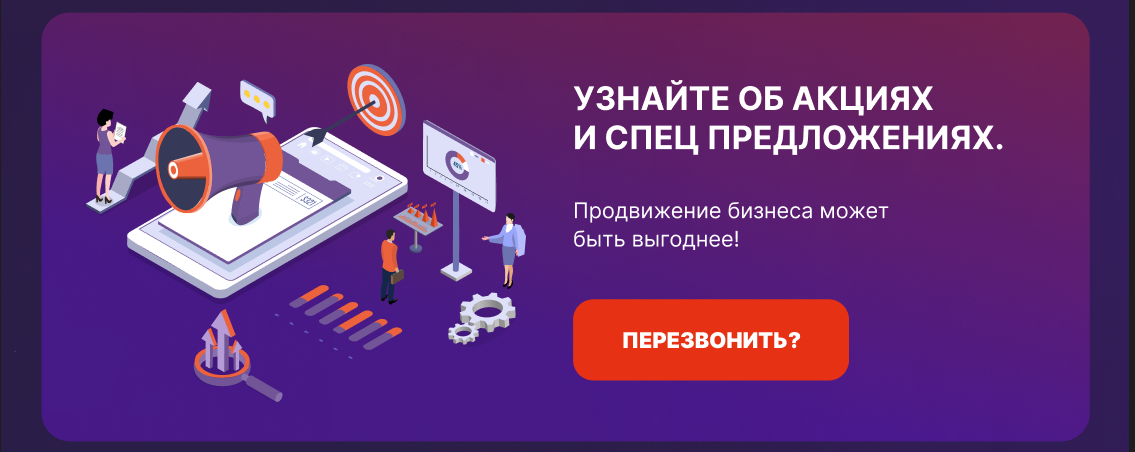 УЗНАЙТЕ ОБ АКЦИЯХ
И СПЕЦ ПРЕДЛОЖЕНИЯХ.
Продвижение бизнеса может
быть выгоднее!
ПЕРЕЗВОНИТЬ?